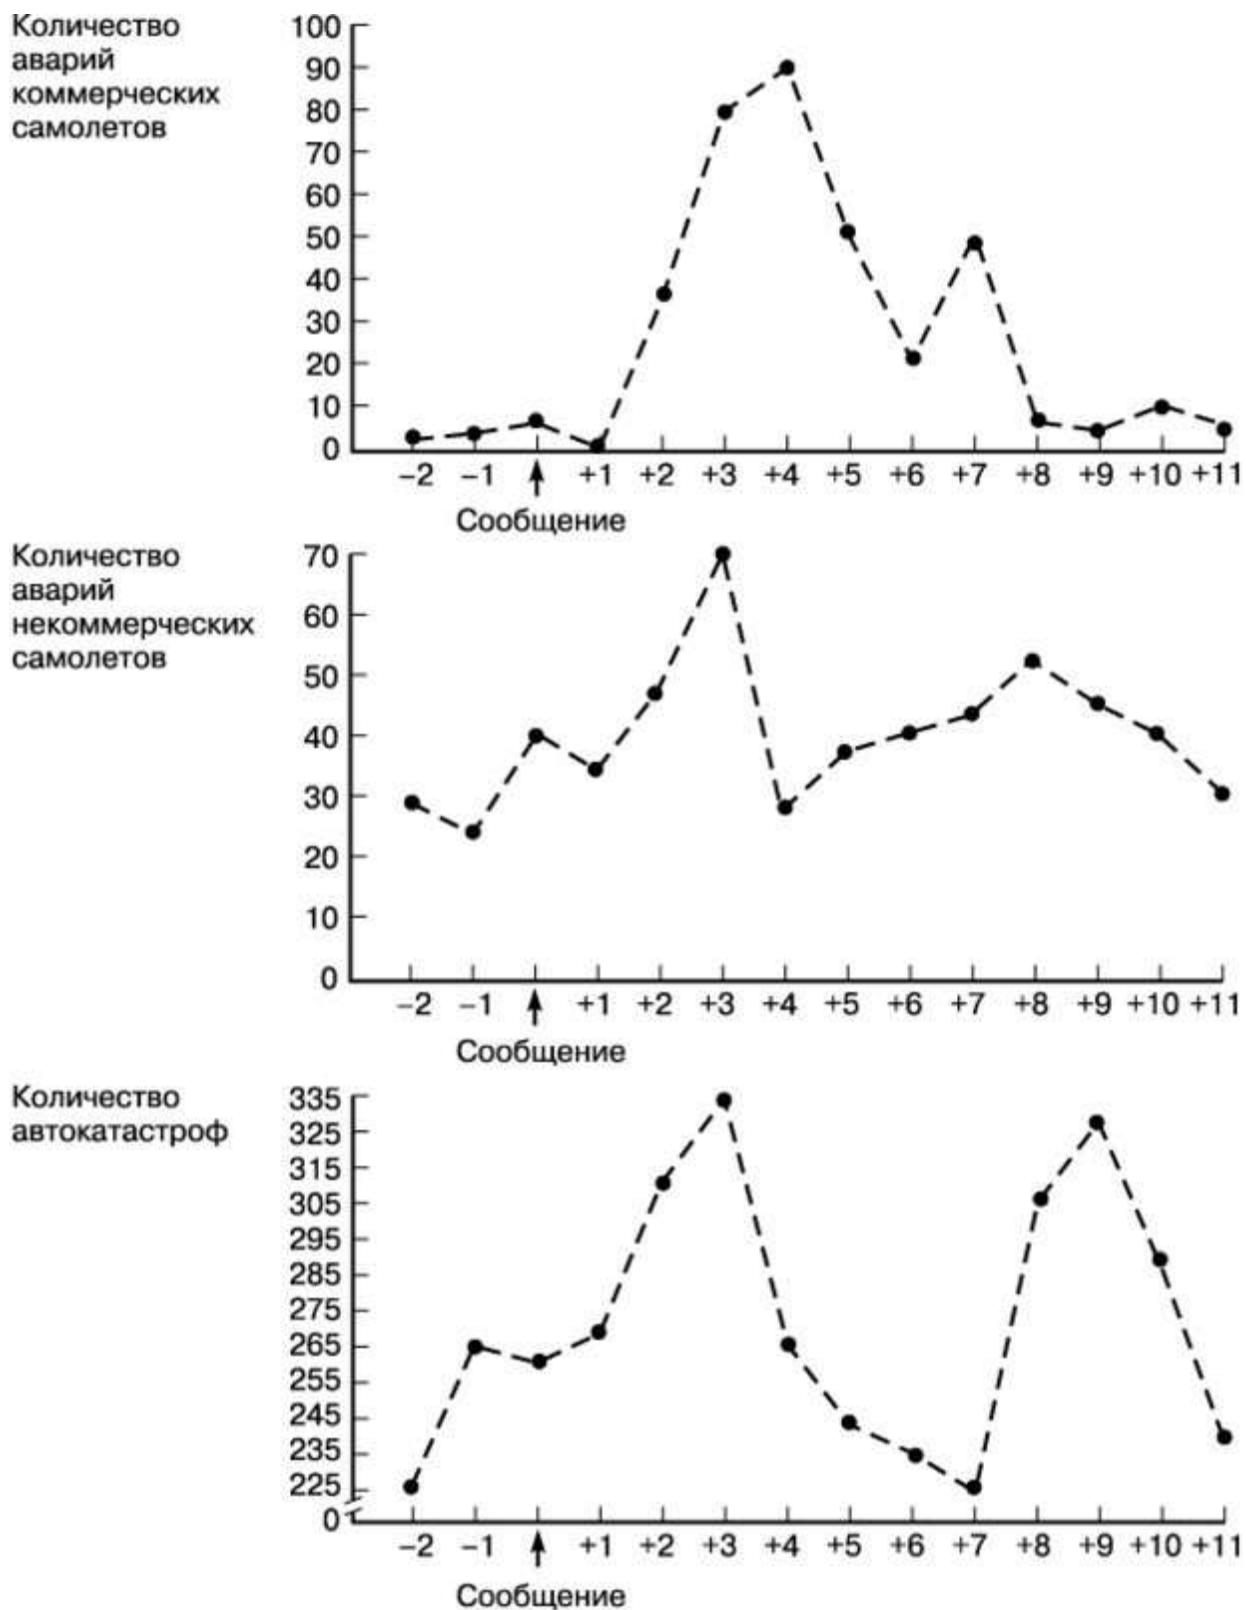 Количество
аварий
коммерческих
самолетов
100
90
80
70
60
50
40
30
20
10
0
−2 −1 +1 +2 +3 +4 +5 +6 +7 +8 +9 +10 +11
Сообщение
Количество
аварий
некоммерческих
самолетов
70
60
50
40
30
20
10
0
−2 −1 +1 +2 +3 +4 +5 +6 +7 +8 +9 +10 +11
Сообщение
Количество
автокатастроф
335
325
315
305
295
285
275
265
255
245
235
225
0
−2 −1 +1 +2 +3 +4 +5 +6 +7 +8 +9 +10 +11
Сообщение